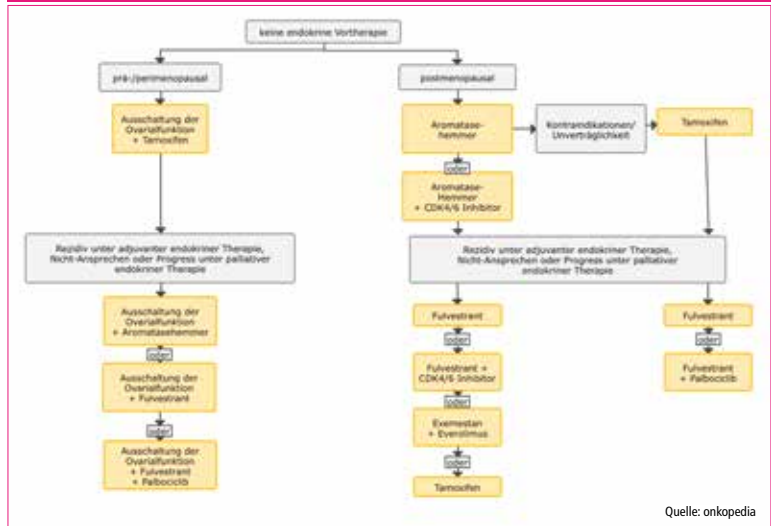 keine endokrine Vortherapie
prä-/perimenopausal
postmenopausal
Ausschaltung der
Ovarialfunktion
+ Tamoxifen
Aromatase-
hemmer
Kontraindikationen/
Unverträglichkeit
Tamoxifen
oder
Aromatase-
Hemmer
+ CDK4/6 Inhibitor
Rezidiv unter adjuvanter endokriner Therapie,
Nicht-Ansprechen oder Progress unter palliativer
endokriner Therapie
Rezidiv unter adjuvanter endokriner Therapie,
Nicht-Ansprechen oder Progress unter palliativer
endokriner Therapie
Ausschaltung der
Ovarialfunktion
+ Aromatasehemmer
oder
Ausschaltung der
Ovarialfunktion
+ Fulvestrant
oder
Ausschaltung der
Ovarialfunktion
+ Fulvestrant
+ Palbociclib
Fulvestrant
oder
Fulvestrant +
CDK4/6 Inhibitor
oder
Exemestan
+ Everolimus
oder
Tamoxifen
Fulvestrant
oder
Fulvestrant
+ Palbociclib
Quelle: onkopedia